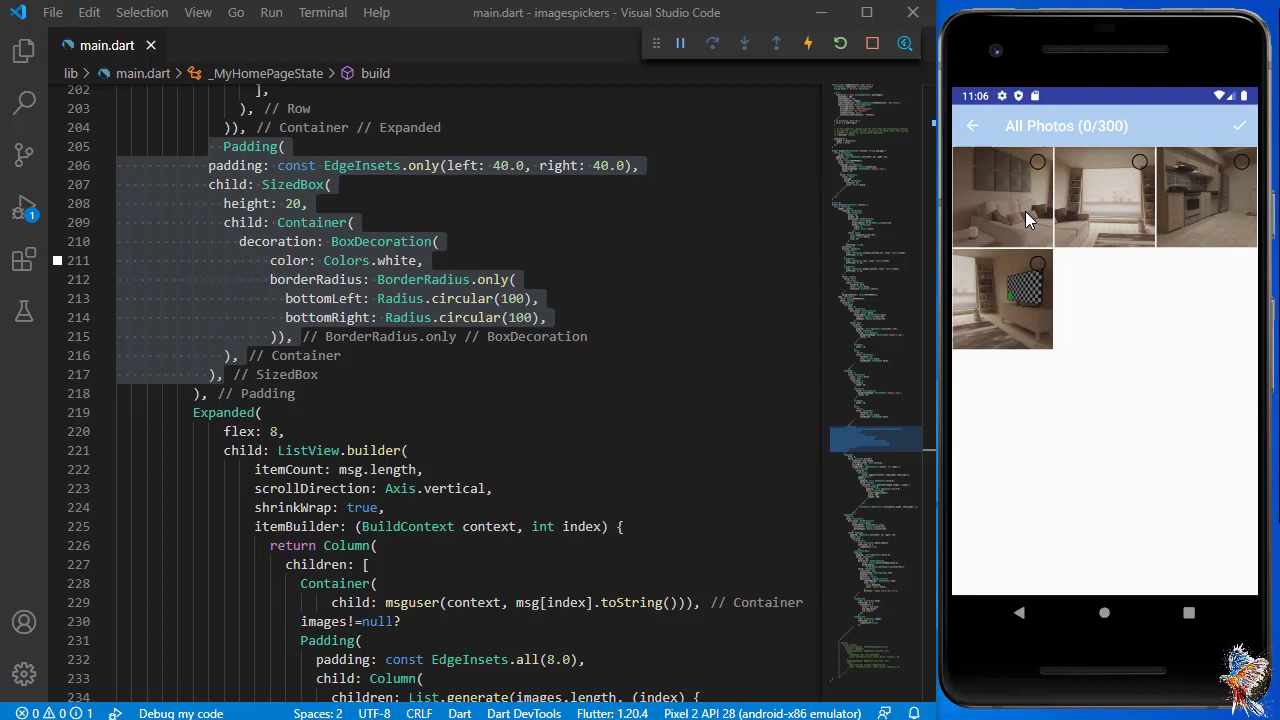 File Edit Selection View Go Run Terminal Help
main.dart - imagespickers - Visual Studio Code
main.dart
lib > main.dart > _MyHomePageState > build
202 ],
203 ), // Row
204 )), // Container // Expanded
205 Padding(
206 padding: const EdgeInsets.only(left: 40.0, right: 40.0),
207 child: SizedBox(
208 height: 20,
209 child: Container(
210 decoration: BoxDecoration(
211 color: Colors.white,
212 borderRadius: BorderRadius.only(
213 bottomLeft: Radius.circular(100),
214 bottomRight: Radius.circular(100),
215 )), // BorderRadius.only // BoxDecoration
216 ), // Container
217 ), // SizedBox
218 ), // Padding
219 Expanded(
220 flex: 8,
221 child: ListView.builder(
222 itemCount: msg.length,
223 scrollDirection: Axis.vertical,
224 shrinkWrap: true,
225 itemBuilder: (BuildContext context, int index) {
226 return Column(
227 children: [
228 Container(
229 child: msguser(context, msg[index].toString())), // Container
230 images!=null?
231 Padding(
232 padding: const EdgeInsets.all(8.0),
233 child: Column(
234 children: List.generate(images.length, (index) {
1
0 0 1 Debug my code Spaces: 2 UTF-8 CRLF Dart Dart DevTools Flutter: 1.20.4 Pixel 2 API 28 (android-x86 emulator)
11:06
All Photos (0/300)